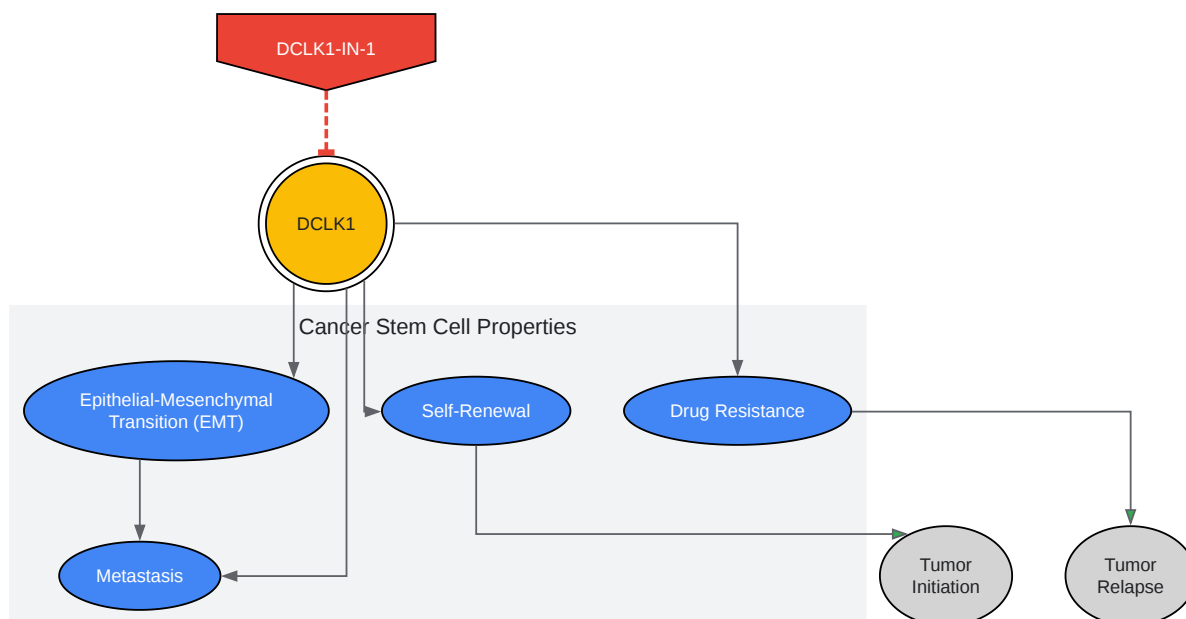 DCLK1-IN-1
DCLK1
Cancer Stem Cell Properties
Epithelial-Mesenchymal
Transition (EMT)
Self-Renewal
Drug Resistance
Metastasis
Tumor
Initiation
Tumor
Relapse